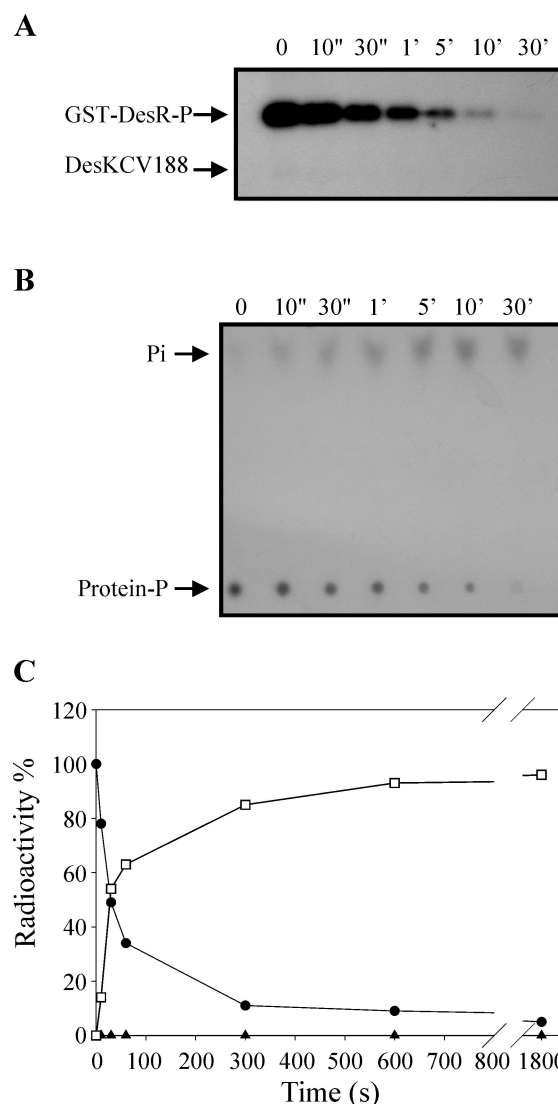 A
0 10" 30" 1' 5' 10' 30'
GST-DesR-P
DesKCV188
B
0 10" 30" 1' 5' 10' 30'
Pi
Protein-P
C
120
100
80
60
40
20
0
Radioactivity %
0 100 200 300 400 500 600 700 800 1800
Time (s)